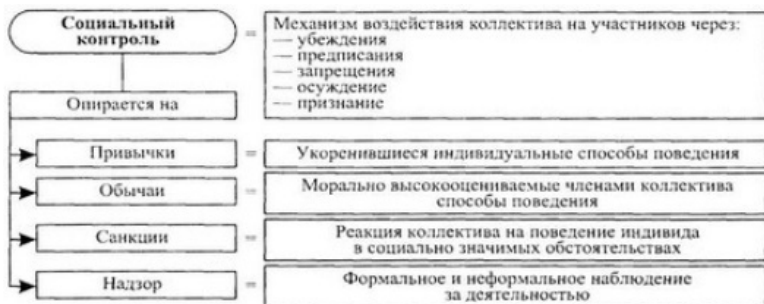 Социальный контроль
=
Механизм воздействия коллектива на участников через:
— убеждения
— предписания
— запрещения
— осуждение
— признание
Опирается на
Привычки = Укоренившиеся индивидуальные способы поведения
Обычаи = Морально высокооцениваемые членами коллектива
способы поведения
Санкции = Реакция коллектива на поведение индивида
в социально значимых обстоятельствах
Надзор = Формальное и неформальное наблюдение
за деятельностью